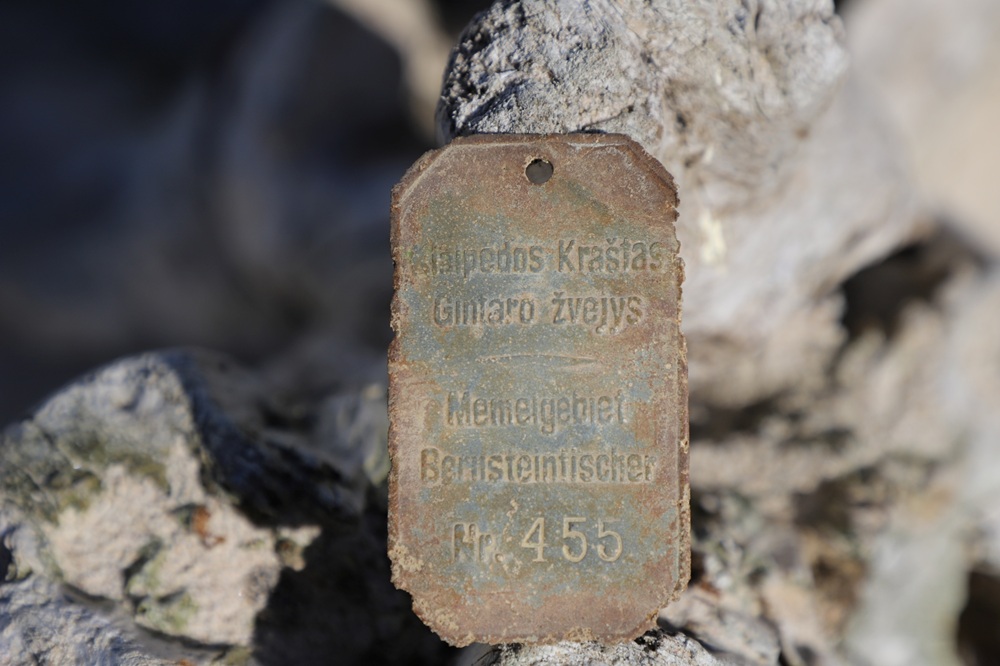 Klaipėdos Kraštas
Gintaro žvejys
Memelgebiet
Bernsteinfischer
Nr. 455